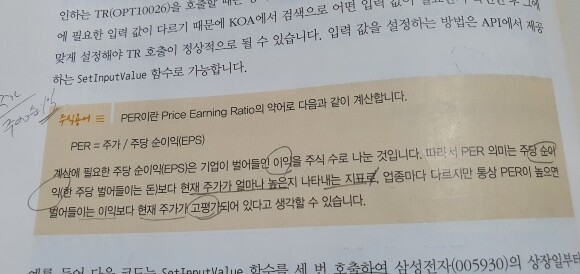 인하는 TR(OPT10026)을 호출할 때는
에 필요한 입력 값이 다르기 때문에 KOA에서 검색으로 어떤 입력 값이
맞게 설정해야 TR 호출이 정상적으로 될 수 있습니다. 입력 값을 설정하는 방법은 API에서 제공
하는 SetInputValue 함수로 가능합니다.
주식용어
PER이란 Price Earning Ratio의 약어로 다음과 같이 계산합니다.
PER = 주가 / 주당 순이익(EPS)
계산에 필요한 주당 순이익(EPS)은 기업이 벌어들인 이익을 주식 수로 나눈 것입니다. 따라서 PER 의미는 주당 순이
익(한 주당 벌어들이는 돈)보다 현재 주가가 얼마나 높은지 나타내는 지표로, 업종마다 다르지만 통상 PER이 높으면
벌어들이는 이익보다 현재 주가가 고평가되어 있다고 생각할 수 있습니다.
예를 들어 다음 코드는 SetInputValue 함수를 세 번 호출하여 삼성전자(005930)의 상장일부터